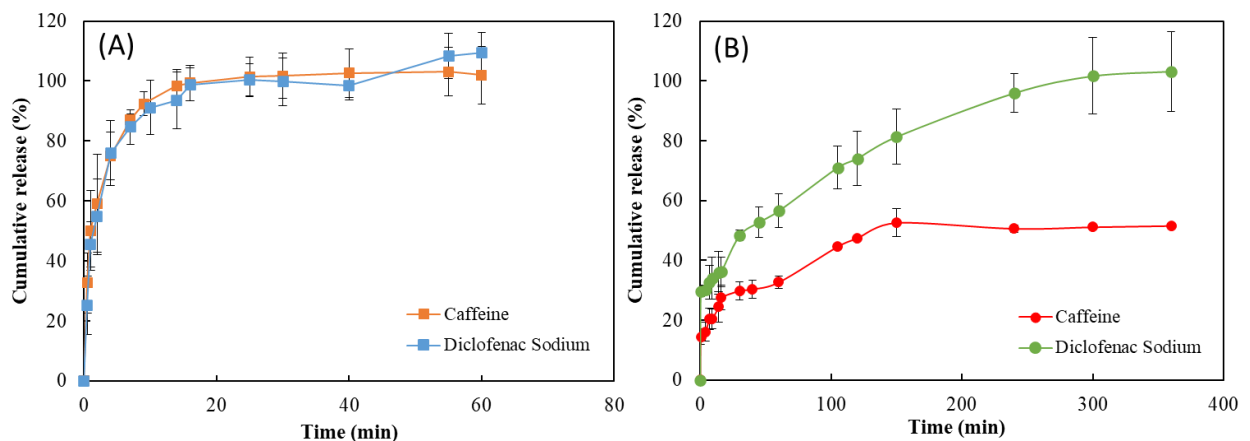 (A)
Cumulative release (%)
120
100
80
60
40
20
0
0 20 40 60 80
Time (min)
Caffeine
Diclofenac Sodium
(B)
Cumulative release (%)
120
100
80
60
40
20
0
0 100 200 300 400
Time (min)
Caffeine
Diclofenac Sodium